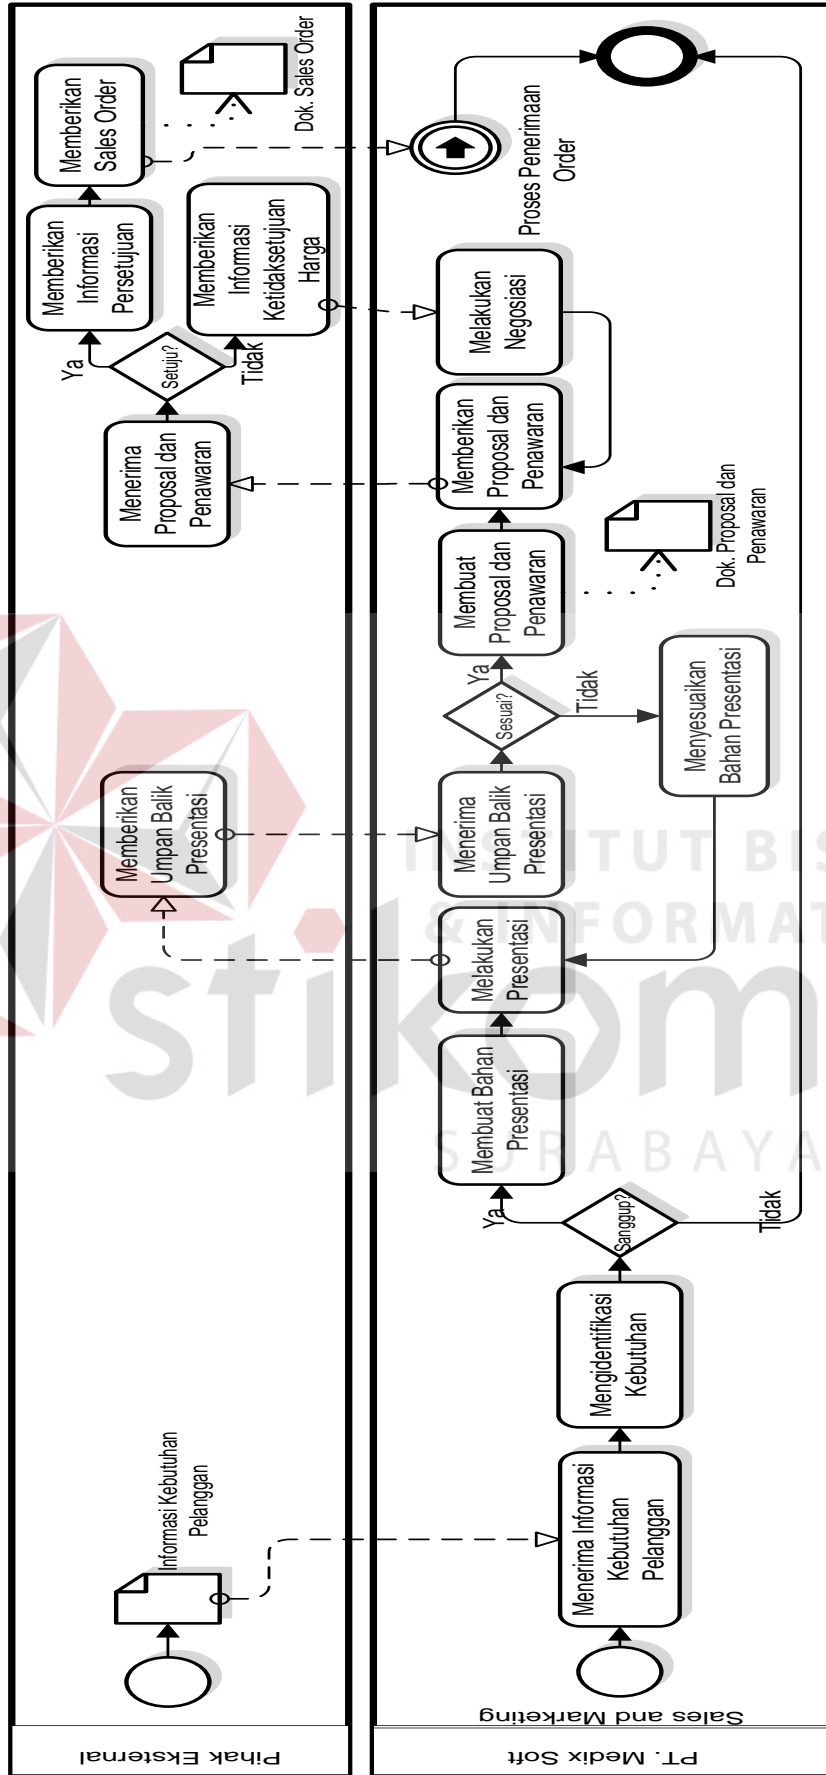 Pihak Eksternal
Informasi Kebutuhan
Pelanggan
Memberikan
Umpan Balik
Presentasi
Menerima
Proposal dan
Penawaran
Setuju?
Ya
Tidak
Memberikan
Informasi
Persetujuan
Memberikan
Informasi
Ketidaksetujuan
Harga
Memberikan
Sales Order
Dok. Sales Order
PT. Medix Soft
Sales and Marketing
Menerima Informasi
Kebutuhan
Pelanggan
Mengidentifikasi
Kebutuhan
Sanggup?
Ya
Tidak
Membuat Bahan
Presentasi
Melakukan
Presentasi
Menerima
Umpan Balik
Presentasi
Sesuai?
Ya
Tidak
Menyesuaikan
Bahan Presentasi
Membuat
Proposal dan
Penawaran
Dok. Proposal dan
Penawaran
Memberikan
Proposal dan
Penawaran
Melakukan
Negosiasi
Proses Penerimaan
Order
INSTITUT BIS
& INFORMAT
stikom
SURABAYA